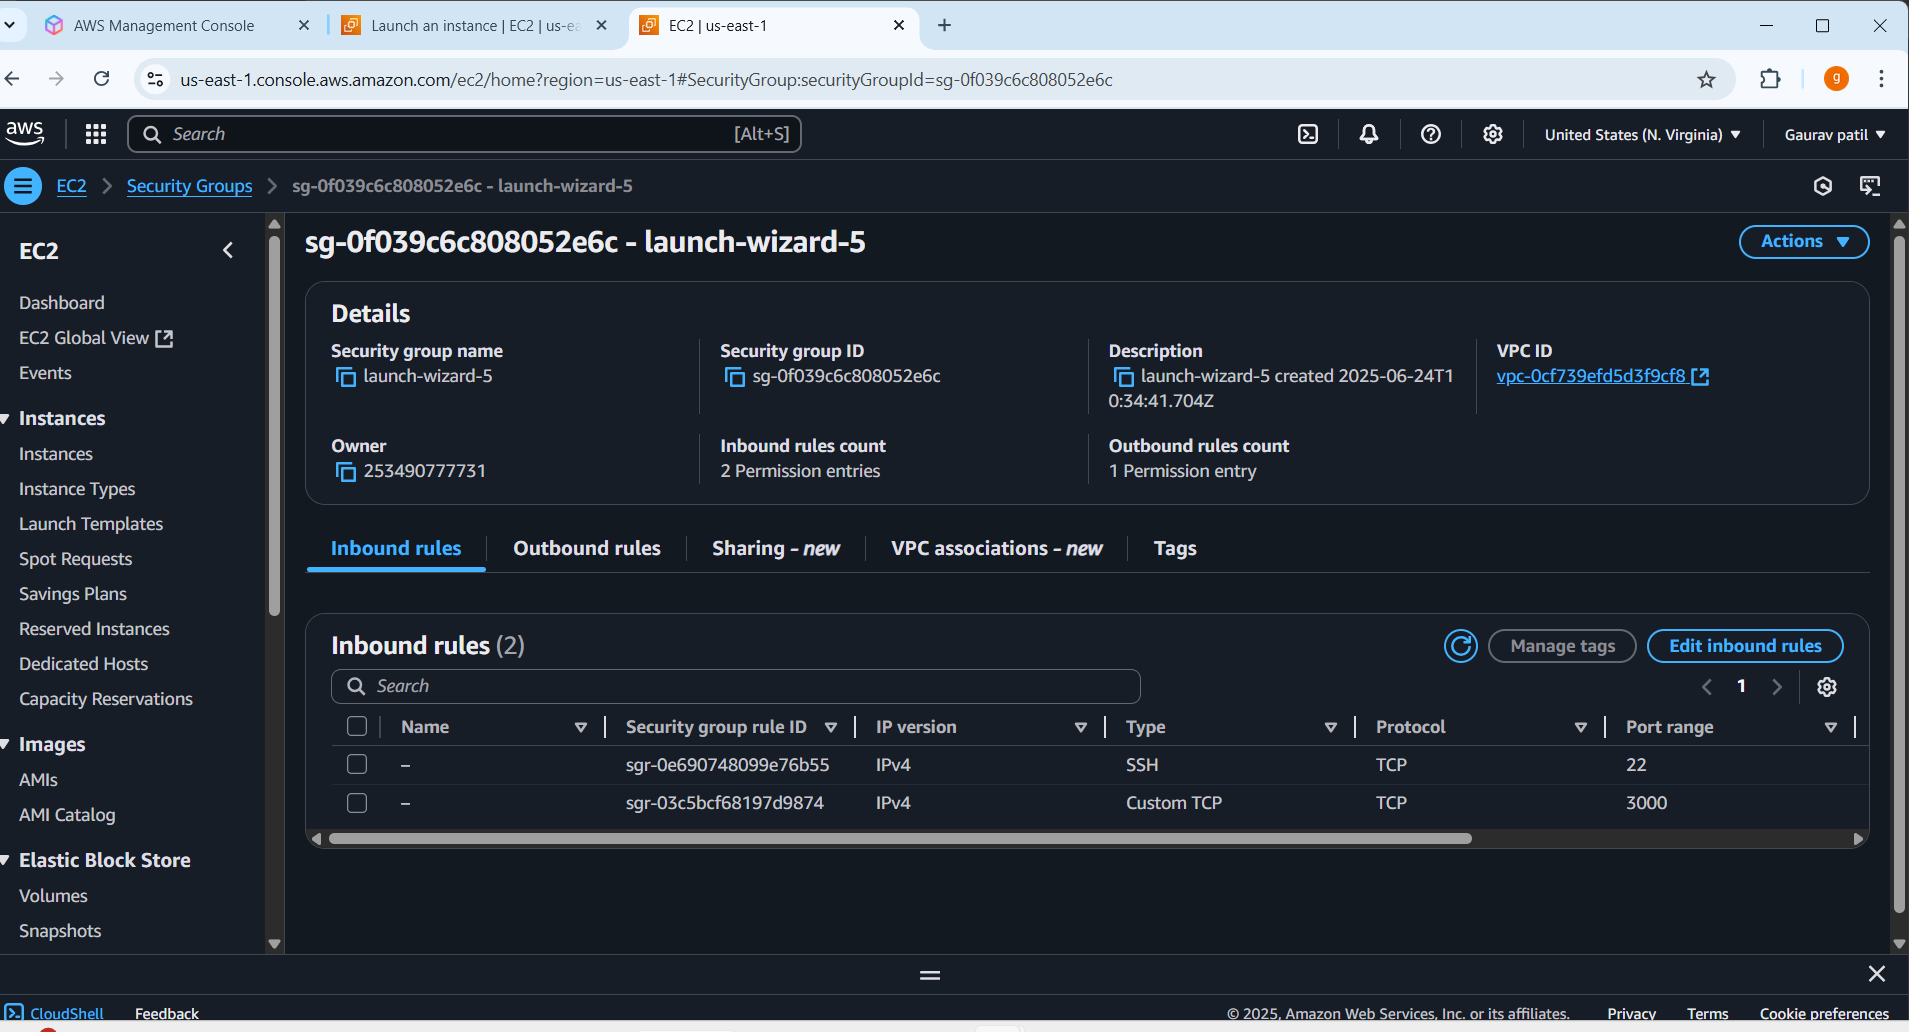 AWS Management Console
Launch an instance | EC2 | us-ea
EC2 | us-east-1
us-east-1.console.aws.amazon.com/ec2/home?region=us-east-1#SecurityGroup:securityGroupId=sg-0f039c6c808052e6c
g
aws
Search [Alt+S]
United States (N. Virginia)
Gaurav patil
EC2
Security Groups
sg-0f039c6c808052e6c - launch-wizard-5
EC2
Dashboard
EC2 Global View
Events
Instances
Instances
Instance Types
Launch Templates
Spot Requests
Savings Plans
Reserved Instances
Dedicated Hosts
Capacity Reservations
Images
AMIs
AMI Catalog
Elastic Block Store
Volumes
Snapshots
sg-0f039c6c808052e6c - launch-wizard-5
Actions
Details
Security group name
launch-wizard-5
Security group ID
sg-0f039c6c808052e6c
Description
launch-wizard-5 created 2025-06-24T1
0:34:41.704Z
VPC ID
vpc-0cf739efd5d3f9cf8
Owner
253490777731
Inbound rules count
2 Permission entries
Outbound rules count
1 Permission entry
Inbound rules
Outbound rules
Sharing - new
VPC associations - new
Tags
Inbound rules (2)
Manage tags
Edit inbound rules
Search
1
Name Security group rule ID IP version Type Protocol Port range
– sgr-0e690748099e76b55 IPv4 SSH TCP 22
– sgr-03c5bcf68197d9874 IPv4 Custom TCP TCP 3000
CloudShell
Feedback
© 2025, Amazon Web Services, Inc. or its affiliates.
Privacy
Terms
Cookie preferences